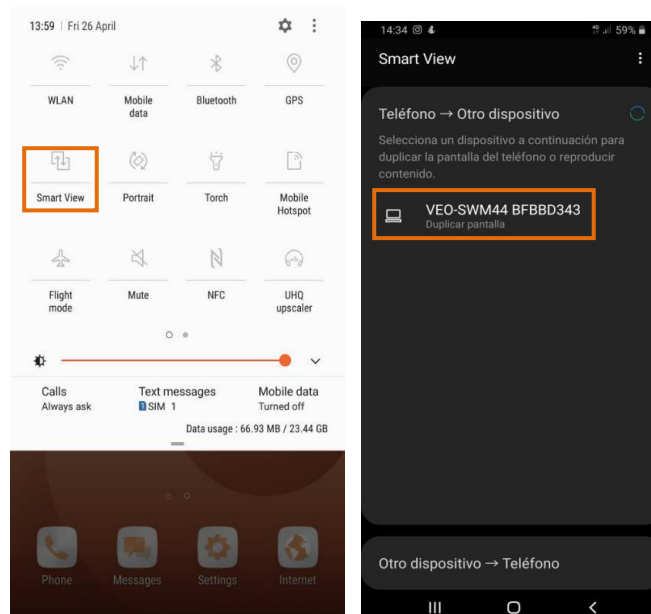 13:59 | Fri 26 April
WLAN
Mobile
data
Bluetooth
GPS
Smart View
Portrait
Torch
Mobile
Hotspot
Flight
mode
Mute
NFC
UHQ
upscaler
Calls
Always ask
Text messages
1 SIM 1
Mobile data
Turned off
Data usage : 66.93 MB / 23.44 GB
Phone
Messages
Settings
Internet
14:34
59%
Smart View
Teléfono → Otro dispositivo
Selecciona un dispositivo a continuación para
duplicar la pantalla del teléfono o reproducir
contenido.
VEO-SWM44 BFBBD343
Duplicar pantalla
Otro dispositivo → Teléfono